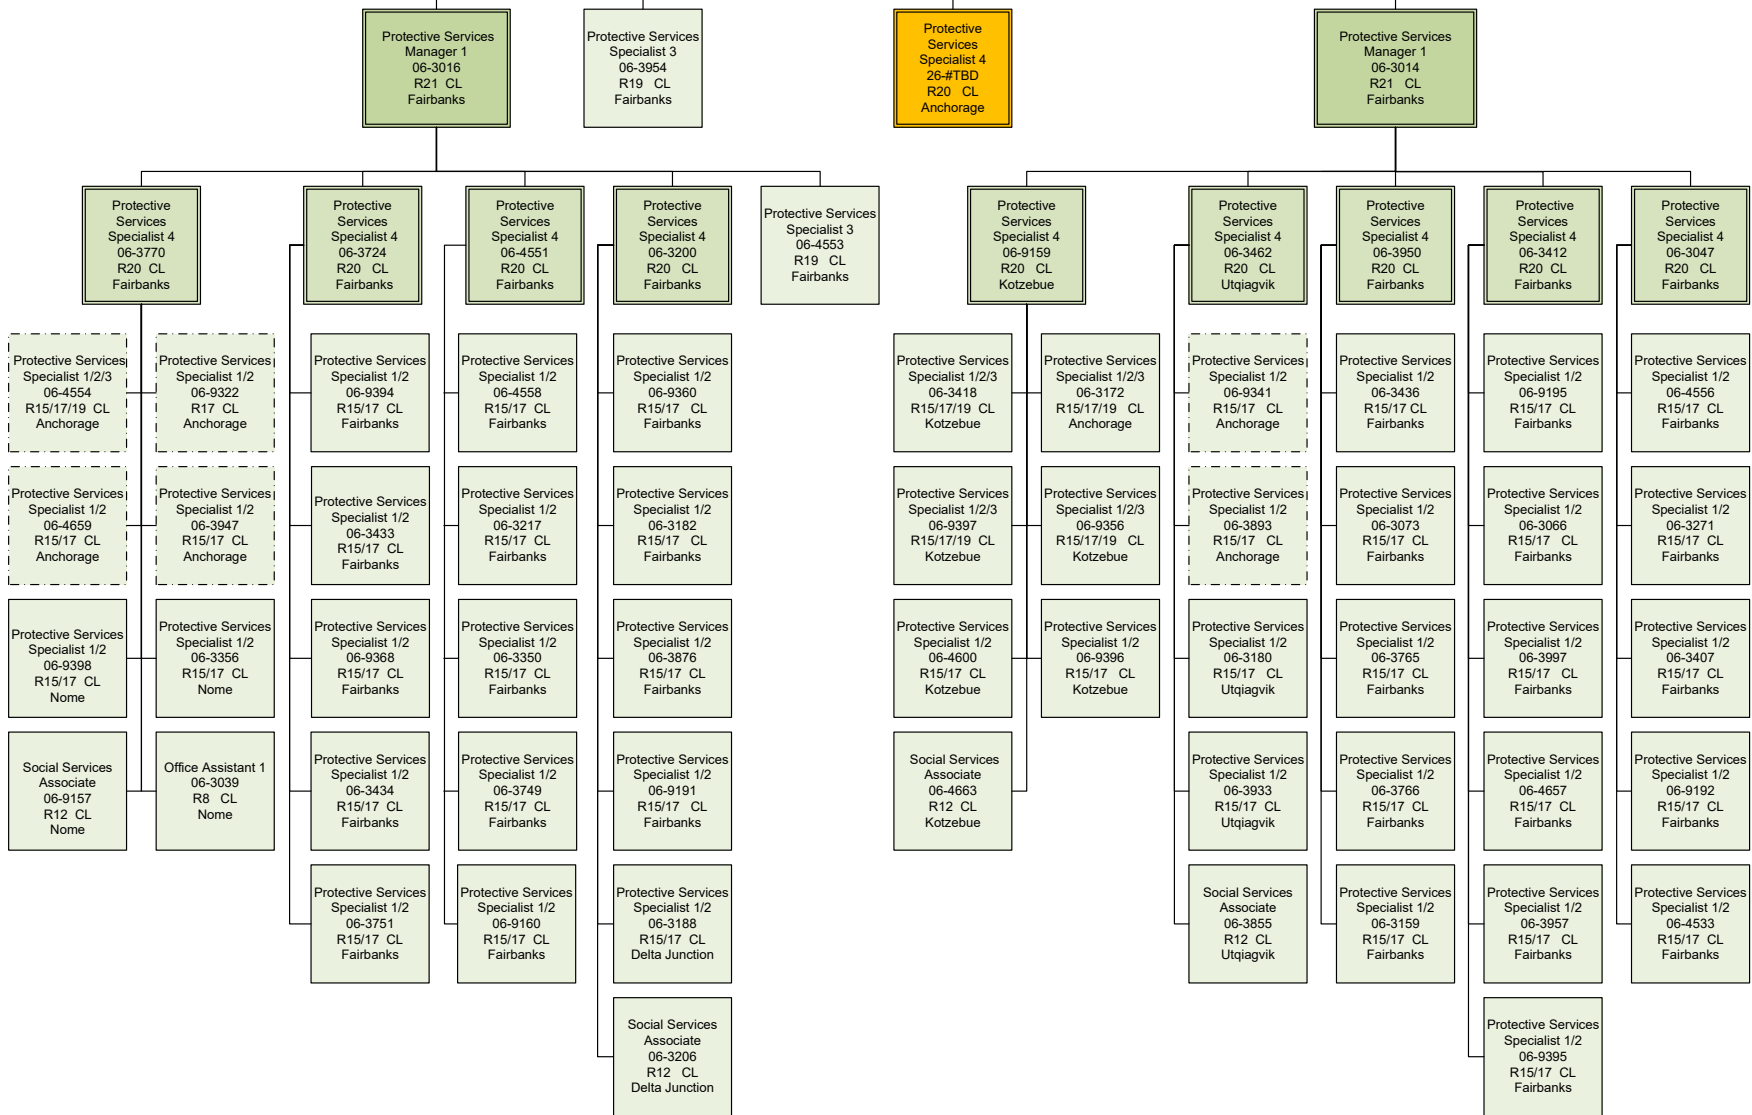 Protective Services
Manager 1
06-3016
R21 CL
Fairbanks
Protective Services
Specialist 3
06-3954
R19 CL
Fairbanks
Protective
Services
Specialist 4
26-#TBD
R20 CL
Anchorage
Protective Services
Manager 1
06-3014
R21 CL
Fairbanks
Protective
Services
Specialist 4
06-3770
R20 CL
Fairbanks
Protective
Services
Specialist 4
06-3724
R20 CL
Fairbanks
Protective
Services
Specialist 4
06-4551
R20 CL
Fairbanks
Protective
Services
Specialist 4
06-3200
R20 CL
Fairbanks
Protective Services
Specialist 3
06-4553
R19 CL
Fairbanks
Protective
Services
Specialist 4
06-9159
R20 CL
Kotzebue
Protective
Services
Specialist 4
06-3462
R20 CL
Utqiagvik
Protective
Services
Specialist 4
06-3950
R20 CL
Fairbanks
Protective
Services
Specialist 4
06-3412
R20 CL
Fairbanks
Protective
Services
Specialist 4
06-3047
R20 CL
Fairbanks
Protective Services
Specialist 1/2/3
06-4554
R15/17/19 CL
Anchorage
Protective Services
Specialist 1/2
06-9322
R17 CL
Anchorage
Protective Services
Specialist 1/2
06-9394
R15/17 CL
Fairbanks
Protective Services
Specialist 1/2
06-4558
R15/17 CL
Fairbanks
Protective Services
Specialist 1/2
06-9360
R15/17 CL
Fairbanks
Protective Services
Specialist 1/2/3
06-3418
R15/17/19 CL
Kotzebue
Protective Services
Specialist 1/2/3
06-3172
R15/17/19 CL
Anchorage
Protective Services
Specialist 1/2
06-9341
R15/17 CL
Anchorage
Protective Services
Specialist 1/2
06-3436
R15/17 CL
Fairbanks
Protective Services
Specialist 1/2
06-9195
R15/17 CL
Fairbanks
Protective Services
Specialist 1/2
06-4556
R15/17 CL
Fairbanks
Protective Services
Specialist 1/2
06-4659
R15/17 CL
Anchorage
Protective Services
Specialist 1/2
06-3947
R15/17 CL
Anchorage
Protective Services
Specialist 1/2
06-3433
R15/17 CL
Fairbanks
Protective Services
Specialist 1/2
06-3217
R15/17 CL
Fairbanks
Protective Services
Specialist 1/2
06-3182
R15/17 CL
Fairbanks
Protective Services
Specialist 1/2/3
06-9397
R15/17/19 CL
Kotzebue
Protective Services
Specialist 1/2/3
06-9356
R15/17/19 CL
Kotzebue
Protective Services
Specialist 1/2
06-3893
R15/17 CL
Anchorage
Protective Services
Specialist 1/2
06-3073
R15/17 CL
Fairbanks
Protective Services
Specialist 1/2
06-3066
R15/17 CL
Fairbanks
Protective Services
Specialist 1/2
06-3271
R15/17 CL
Fairbanks
Protective Services
Specialist 1/2
06-9398
R15/17 CL
Nome
Protective Services
Specialist 1/2
06-3356
R15/17 CL
Nome
Protective Services
Specialist 1/2
06-9368
R15/17 CL
Fairbanks
Protective Services
Specialist 1/2
06-3350
R15/17 CL
Fairbanks
Protective Services
Specialist 1/2
06-3876
R15/17 CL
Fairbanks
Protective Services
Specialist 1/2
06-4600
R15/17 CL
Kotzebue
Protective Services
Specialist 1/2
06-9396
R15/17 CL
Kotzebue
Protective Services
Specialist 1/2
06-3180
R15/17 CL
Utqiagvik
Protective Services
Specialist 1/2
06-3765
R15/17 CL
Fairbanks
Protective Services
Specialist 1/2
06-3997
R15/17 CL
Fairbanks
Protective Services
Specialist 1/2
06-3407
R15/17 CL
Fairbanks
Social Services
Associate
06-9157
R12 CL
Nome
Office Assistant 1
06-3039
R8 CL
Nome
Protective Services
Specialist 1/2
06-3434
R15/17 CL
Fairbanks
Protective Services
Specialist 1/2
06-3749
R15/17 CL
Fairbanks
Protective Services
Specialist 1/2
06-9191
R15/17 CL
Fairbanks
Social Services
Associate
06-4663
R12 CL
Kotzebue
Protective Services
Specialist 1/2
06-3933
R15/17 CL
Utqiagvik
Protective Services
Specialist 1/2
06-3766
R15/17 CL
Fairbanks
Protective Services
Specialist 1/2
06-4657
R15/17 CL
Fairbanks
Protective Services
Specialist 1/2
06-9192
R15/17 CL
Fairbanks
Protective Services
Specialist 1/2
06-3751
R15/17 CL
Fairbanks
Protective Services
Specialist 1/2
06-9160
R15/17 CL
Fairbanks
Protective Services
Specialist 1/2
06-3188
R15/17 CL
Delta Junction
Social Services
Associate
06-3855
R12 CL
Utqiagvik
Protective Services
Specialist 1/2
06-3159
R15/17 CL
Fairbanks
Protective Services
Specialist 1/2
06-3957
R15/17 CL
Fairbanks
Protective Services
Specialist 1/2
06-4533
R15/17 CL
Fairbanks
Social Services
Associate
06-3206
R12 CL
Delta Junction
Protective Services
Specialist 1/2
06-9395
R15/17 CL
Fairbanks